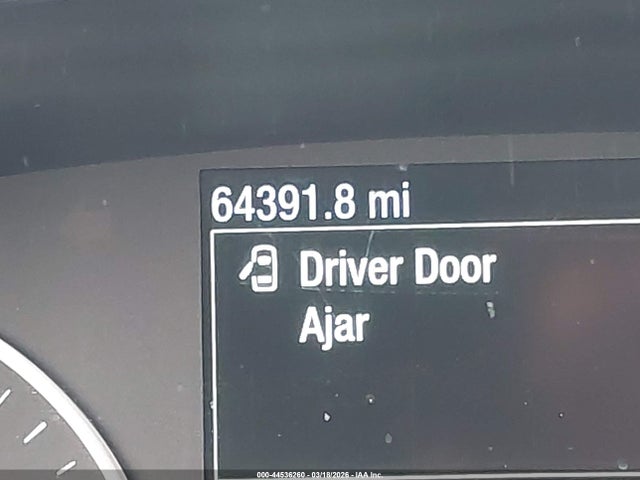 64391.8 mi
Driver Door
Ajar
000-44536260 - 03/18/2026 - IAA Inc.